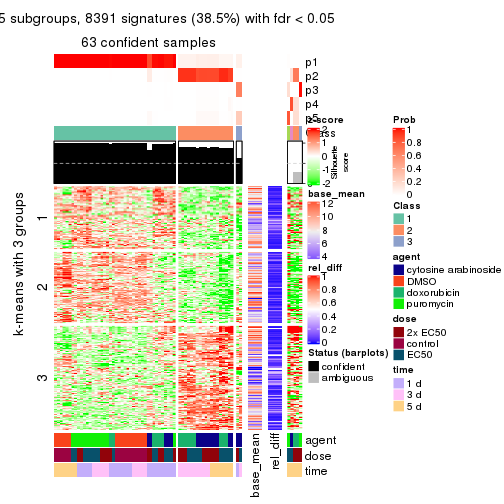 5 subgroups, 8391 signatures (38.5%) with fdr < 0.05
63 confident samples
p1
p2
p3
p4
p5
Class
z-score
2
1
0
-1
-2
1
0.5
0
Silhouette
score
k-means with 3 groups
1
2
3
base_mean
12
10
8
6
4
rel_diff
1
0.8
0.6
0.4
0.2
0
Status (barplots)
confident
ambiguous
Prob
1
0.8
0.6
0.4
0.2
0
Class
1
2
3
agent
cytosine arabinoside
DMSO
doxorubicin
puromycin
dose
2x EC50
control
EC50
time
1 d
3 d
5 d
agent
dose
time
base_mean
rel_diff